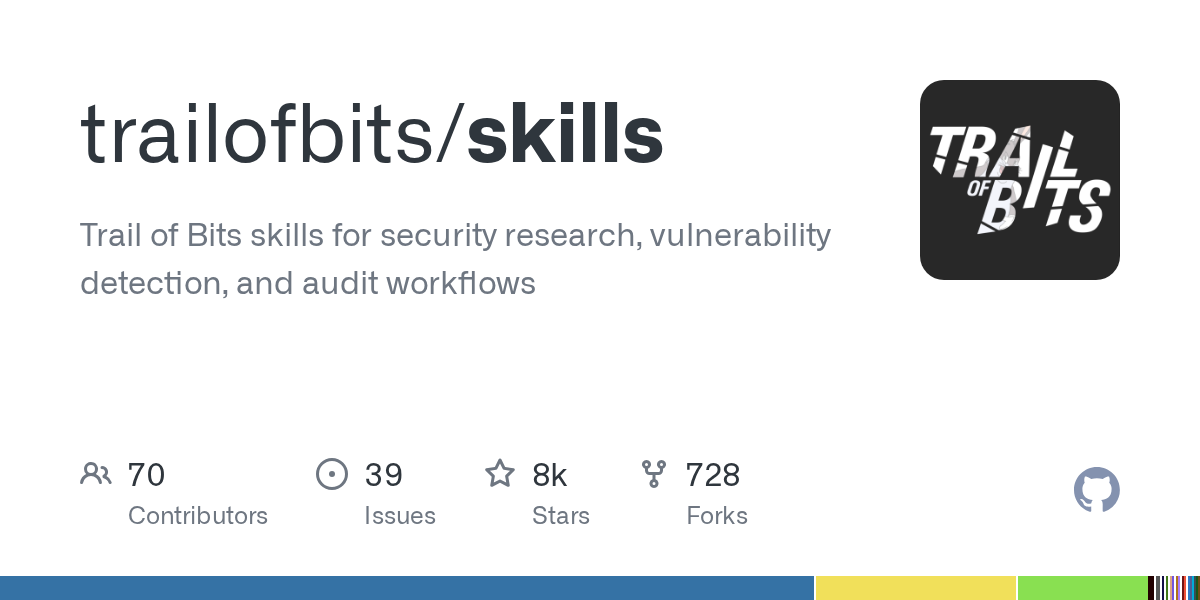 trailofbits/skills
Trail of Bits skills for security research, vulnerability
detection, and audit workflows
TRAIL
OF BITS
70
Contributors
39
Issues
8k
Stars
728
Forks